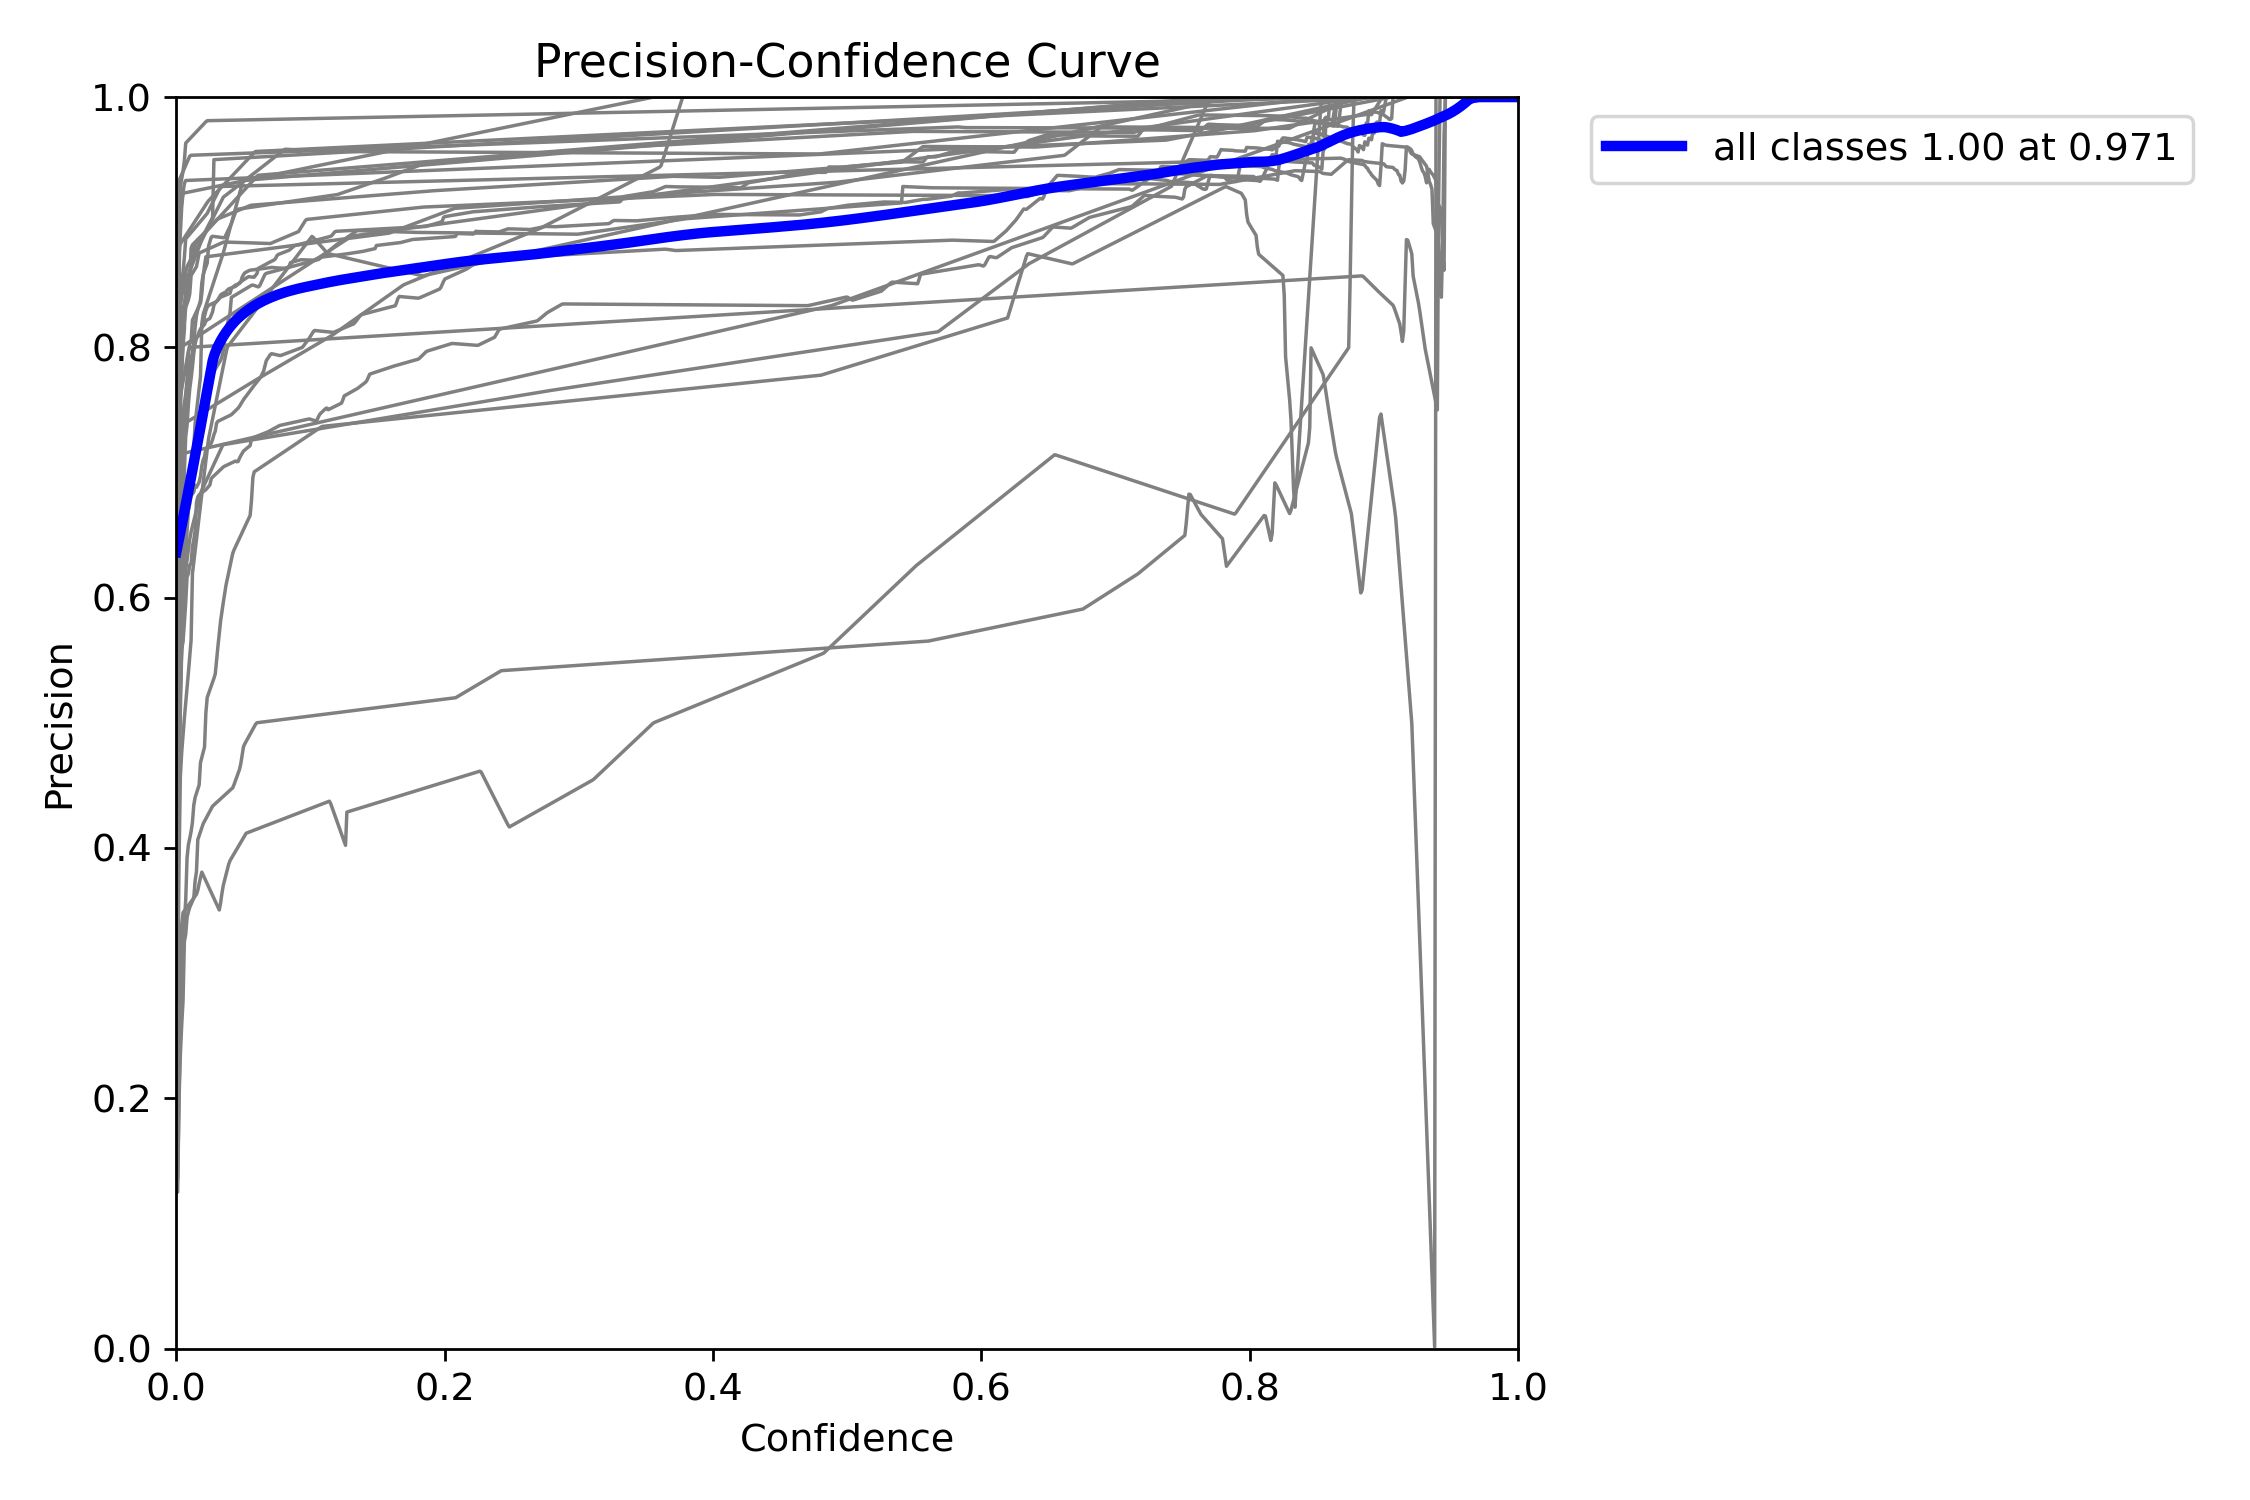 Precision-Confidence Curve
1.0
0.8
0.6
0.4
0.2
0.0
Precision
0.0 0.2 0.4 0.6 0.8 1.0
Confidence
all classes 1.00 at 0.971